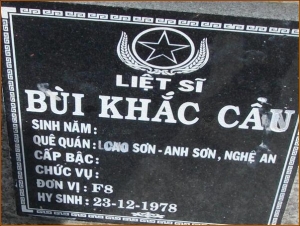 LIỆT SĨ
BÙI KHẮC CẦU
SINH NĂM:
QUÊ QUÁN: LONG SƠN-ANH SƠN, NGHỆ AN
CẤP BẬC:
CHỨC VỤ:
ĐƠN VỊ: F8
HY SINH: 23-12-1978